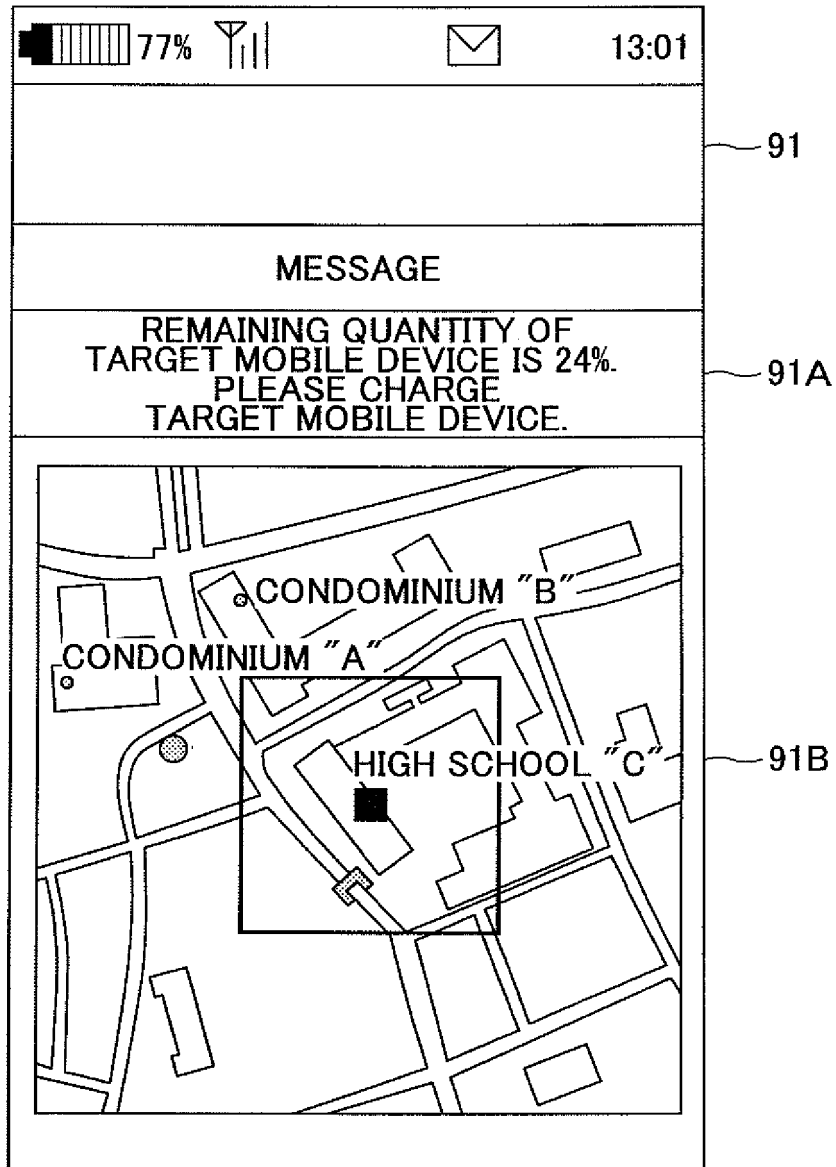 77%
13:01
91
MESSAGE
REMAINING QUANTITY OF
TARGET MOBILE DEVICE IS 24%.
PLEASE CHARGE
TARGET MOBILE DEVICE.
91A
CONDOMINIUM "B"
CONDOMINIUM "A"
HIGH SCHOOL "C"
91B